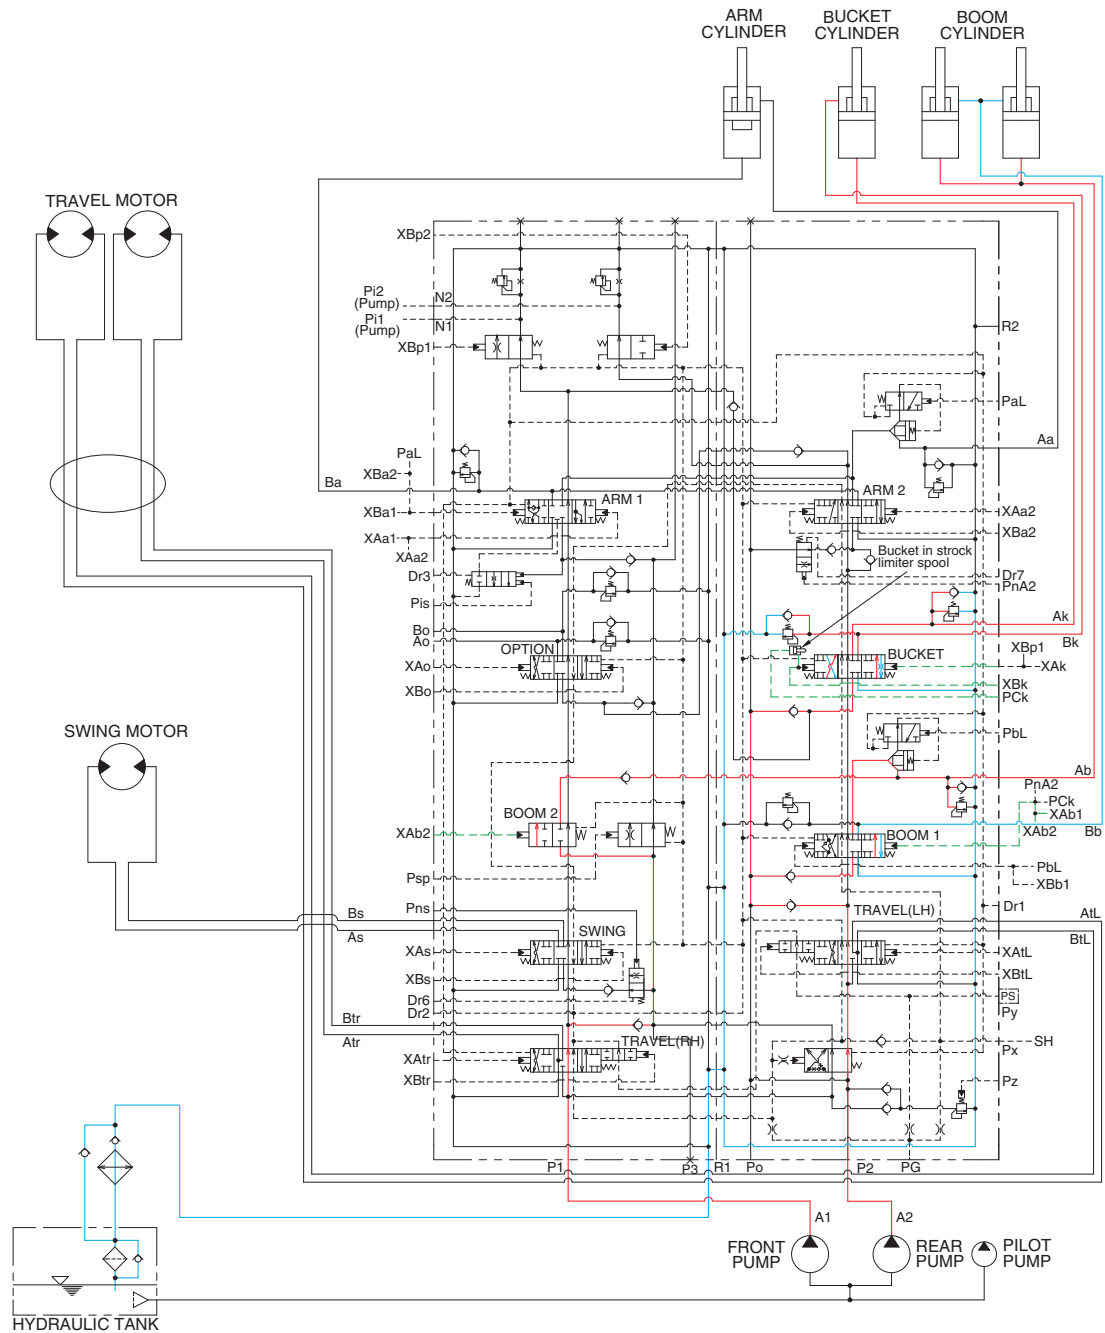 ARM
CYLINDER
BUCKET
CYLINDER
BOOM
CYLINDER
TRAVEL MOTOR
XBp2
Pi2
(Pump)
N2
Pi1
(Pump)
N1
XBp1
R2
PaL
Aa
PaL
XBa2
Ba
XBa1
ARM 1
ARM 2
XAa2
XAa1
XBa2
XAa2
Bucket in strock
limiter spool
Dr3
Dr7
PnA2
Pis
Ak
Bo
Ao
Bk
OPTION
BUCKET
XBp1
XAo
XAk
XBo
XBk
PCk
SWING MOTOR
PbL
Ab
PnA2
BOOM 2
PCk
XAb1
XAb2
BOOM 1
XAb2
Bb
PbL
Psp
XBb1
Pns
TRAVEL(LH)
Dr1
AtL
Bs
As
SWING
BtL
XAs
XAtL
XBs
XBtL
Dr6
PS
Dr2
Py
Btr
Atr
TRAVEL(RH)
SH
XAtr
Px
XBtr
Pz
P1
P3
R1
Po
P2
PG
A1
A2
FRONT
PUMP
REAR
PUMP
PILOT
PUMP
HYDRAULIC TANK